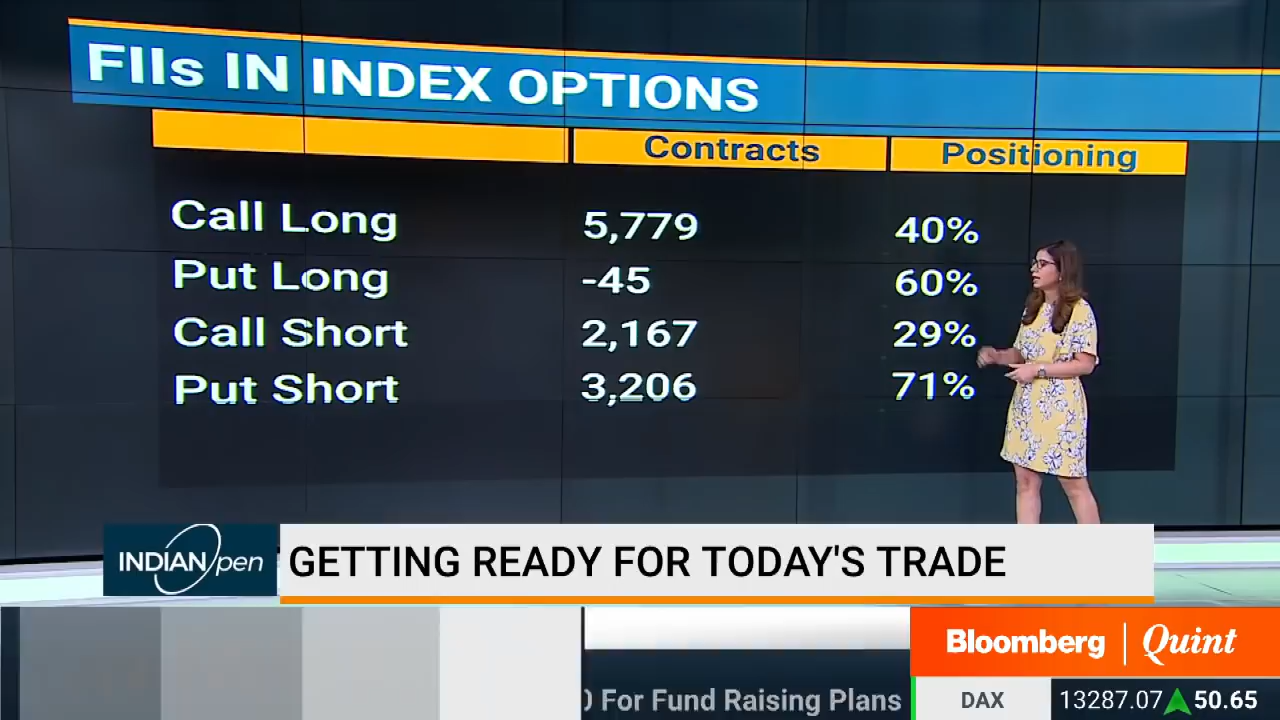 FIIs IN INDEX OPTIONS
Contracts Positioning
Call Long 5,779 40%
Put Long -45 60%
Call Short 2,167 29%
Put Short 3,206 71%
INDIAN Open
GETTING READY FOR TODAY'S TRADE
Bloomberg | Quint
For Fund Raising Plans
DAX 13287.07 50.65